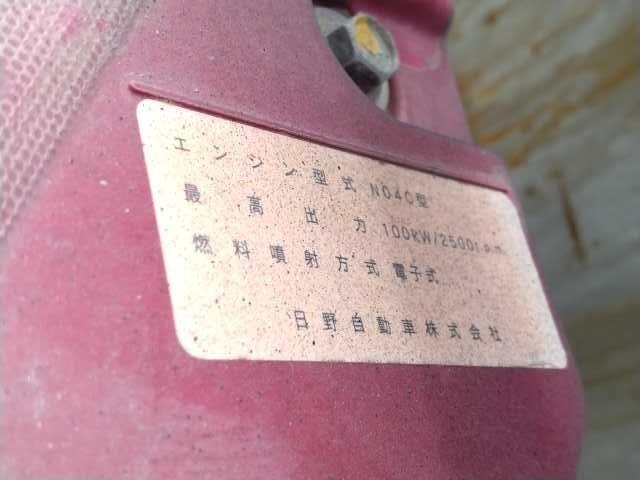 エンジン型式 N04C型
最高出力 100kW/2500r.p.m.
燃料噴射方式 電子式
日野自動車株式会社